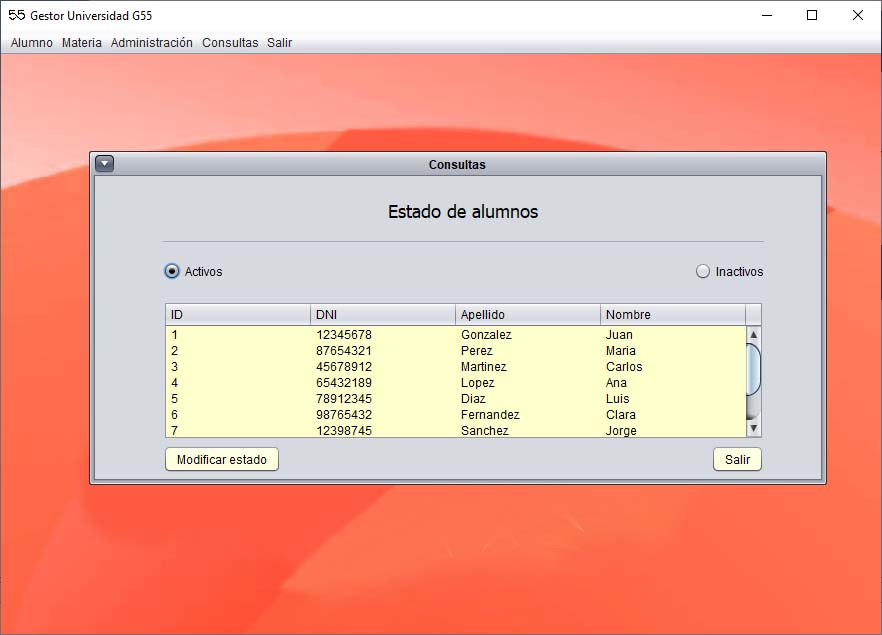 55 Gestor Universidad G55
Alumno Materia Administración Consultas Salir
Consultas
Estado de alumnos
Activos Inactivos
ID DNI Apellido Nombre
1 12345678 Gonzalez Juan
2 87654321 Perez Maria
3 45678912 Martinez Carlos
4 65432189 Lopez Ana
5 78912345 Diaz Luis
6 98765432 Fernandez Clara
7 12398745 Sanchez Jorge
Modificar estado Salir